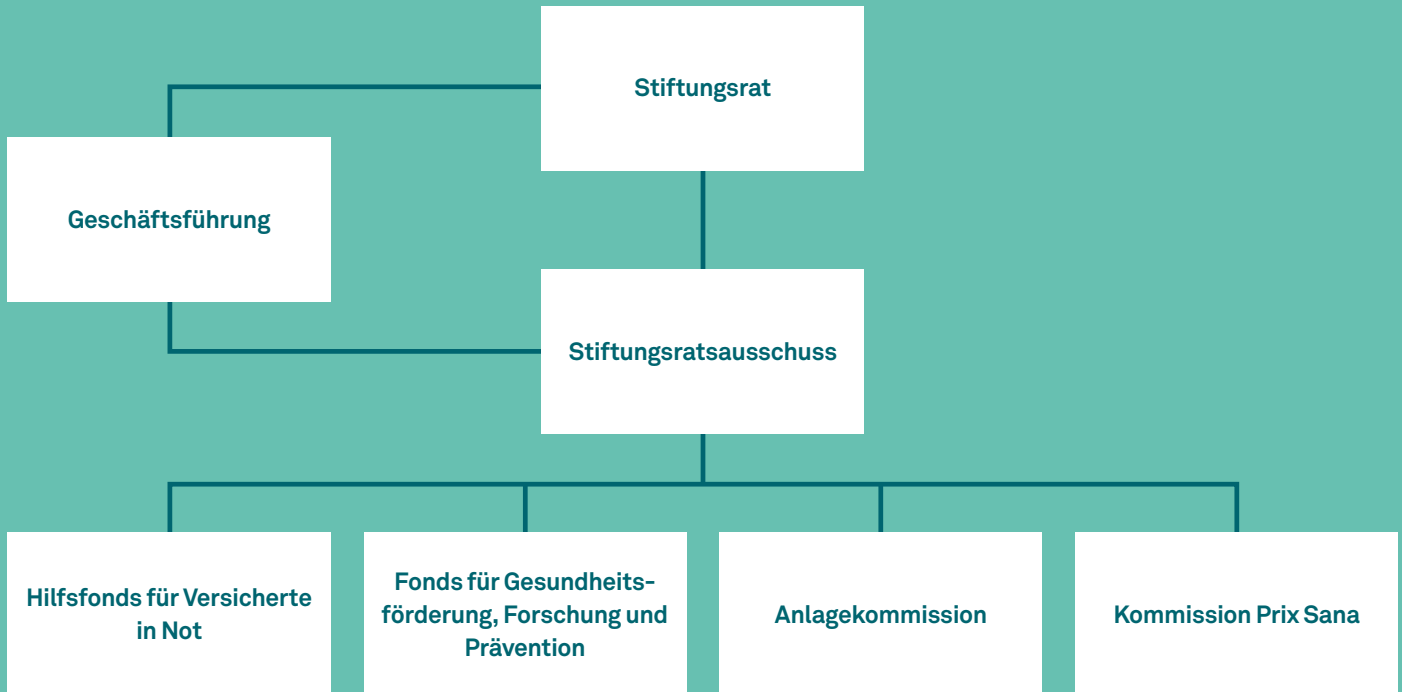 Stiftungsrat
Geschäftsführung
Stiftungsratsausschuss
Hilfsfonds für Versicherte
in Not
Fonds für Gesundheits-
förderung, Forschung und
Prävention
Anlagekommission
Kommission Prix Sana